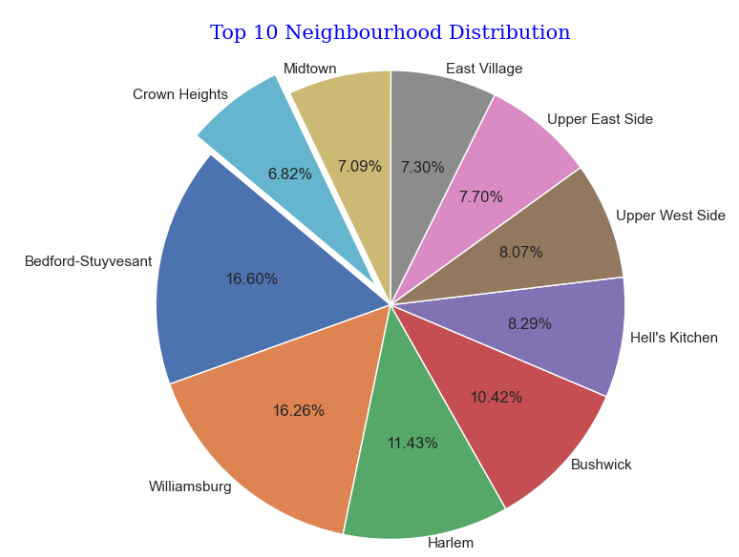 Top 10 Neighbourhood Distribution
Midtown
East Village
Crown Heights
Upper East Side
7.09%
7.30%
6.82%
7.70%
Upper West Side
8.07%
Bedford-Stuyvesant
16.60%
8.29%
Hell's Kitchen
10.42%
16.26%
11.43%
Bushwick
Williamsburg
Harlem